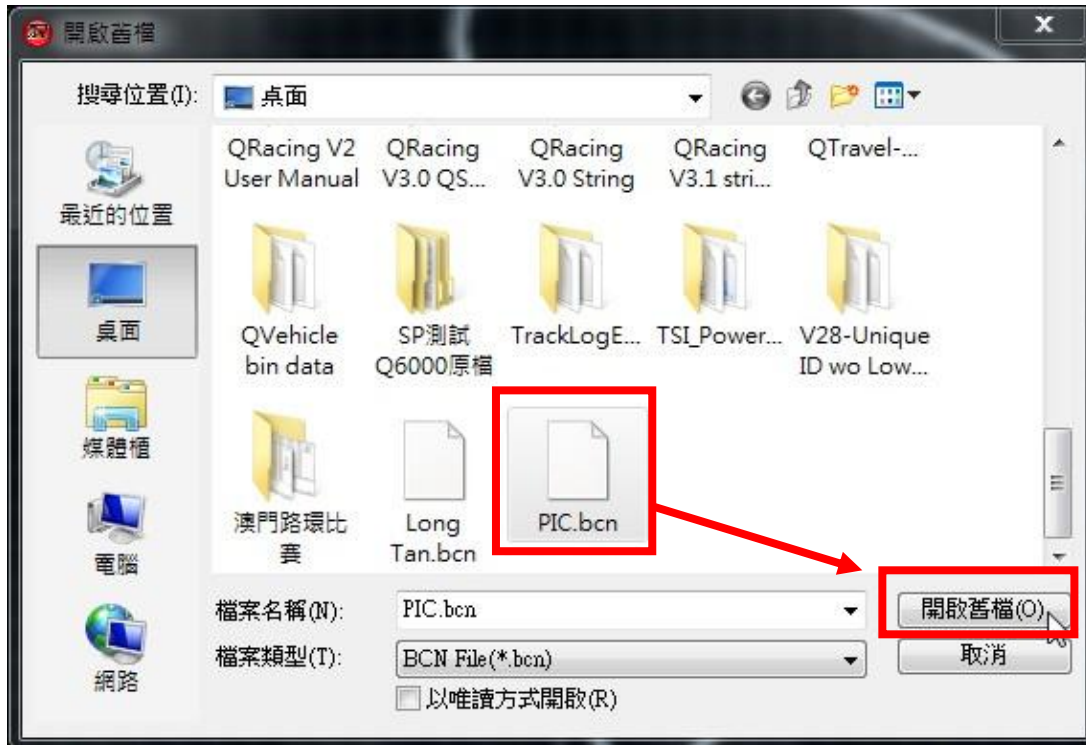 開啟舊檔
搜尋位置(I):
桌面
最近的位置
桌面
媒體櫃
電腦
網路
QRacing V2
User Manual
QRacing
V3.0 QS...
QRacing
V3.0 String
QRacing
V3.1 stri...
QTravel-...
QVehicle
bin data
SP測試
Q6000原檔
TrackLogE...
TSI_Power...
V28-Unique
ID wo Low...
澳門路環比
賽
Long
Tan.bcn
PIC.bcn
檔案名稱(N):
PIC.bcn
開啟舊檔(O)
檔案類型(T):
BCN File(*.bcn)
取消
以唯讀方式開啟(R)